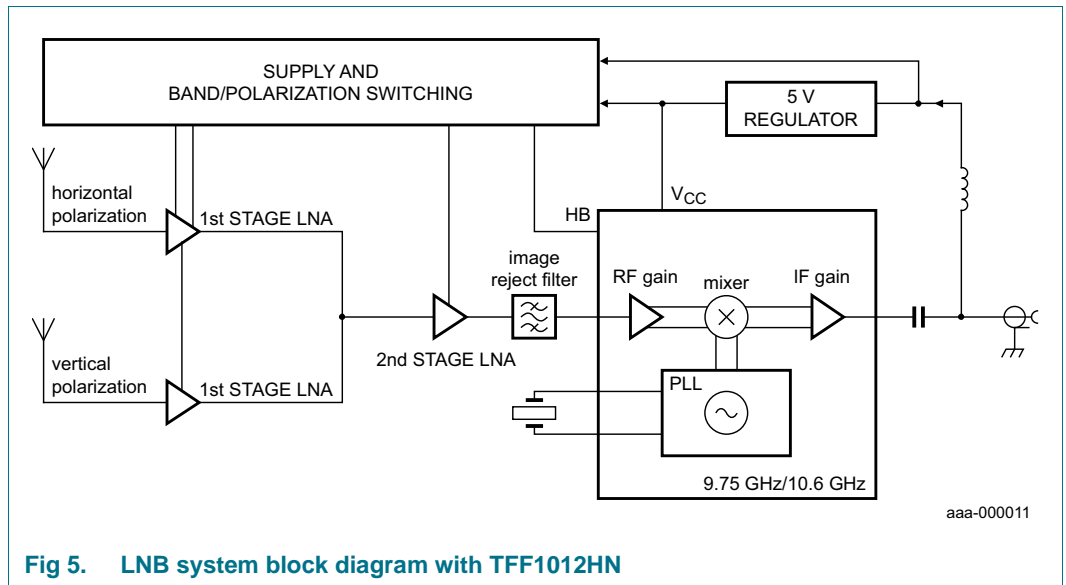 SUPPLY AND
BAND/POLARIZATION SWITCHING
5 V
REGULATOR
horizontal
polarization
1st STAGE LNA
HB
VCC
image
reject filter
RF gain
mixer
IF gain
2nd STAGE LNA
vertical
polarization
1st STAGE LNA
PLL
9.75 GHz/10.6 GHz
aaa-000011
Fig 5. LNB system block diagram with TFF1012HN